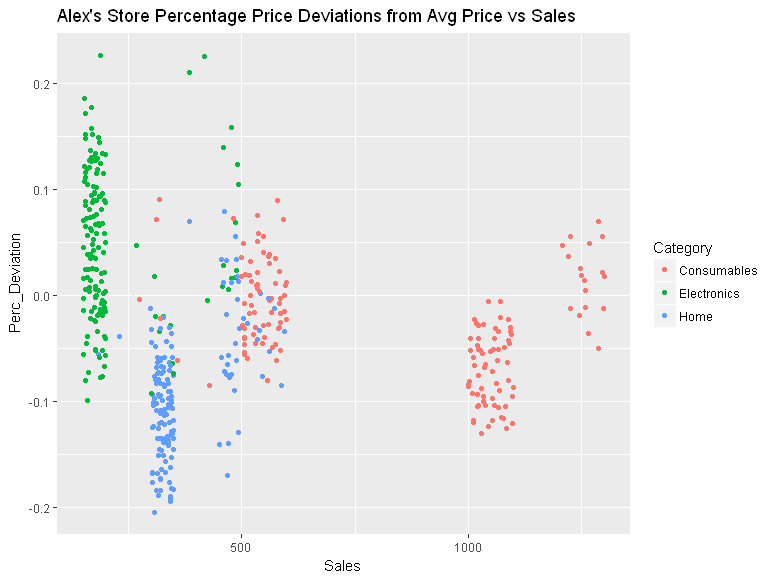 Alex's Store Percentage Price Deviations from Avg Price vs Sales
Perc_Deviation
0.2
0.1
0.0
-0.1
-0.2
500
1000
Sales
Category
Consumables
Electronics
Home